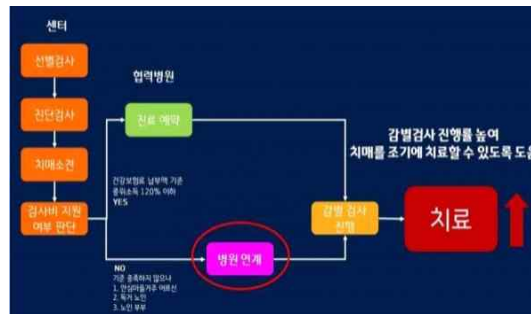 센터
선별검사
진단검사
치매소견
검사비 지원
여부 판단
협력병원
진료 예약
건강보험료 납부액 기준
중위소득 120% 이하
YES
NO
기준 충족하지 않으나
1. 안심마을거주 어르신
2. 독거 노인
3. 노인 부부
병원 연계
감별 검사
진행
감별검사 진행률 높여
치매를 조기에 치료할 수 있도록 도움
치료